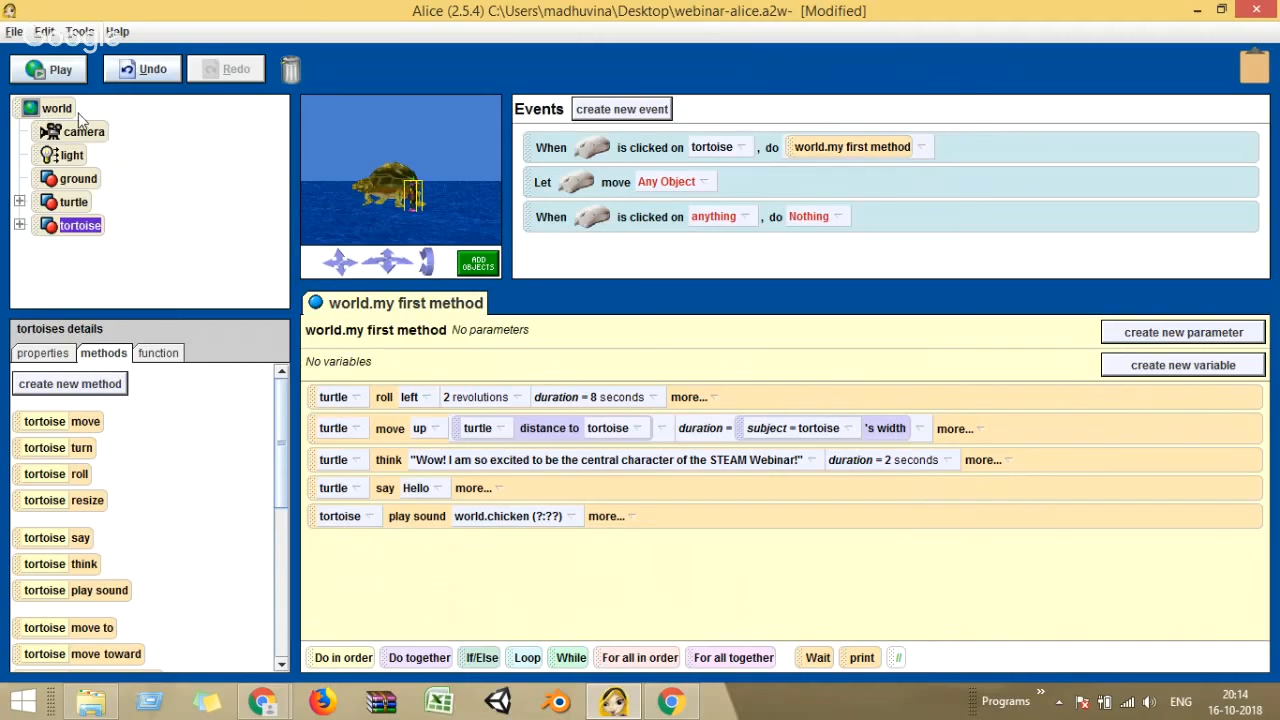 Alice (2.5.4) C:\Users\madhuvina\Desktop\webinar-alice.a2w- [Modified]
File Edit Tools Help
Google
Play Undo Redo
world
camera
light
ground
turtle
tortoise
ADD
OBJECTS
Events create new event
When is clicked on tortoise , do world.my first method
Let move Any Object
When is clicked on anything , do Nothing
tortoises details
properties methods function
create new method
tortoise move
tortoise turn
tortoise roll
tortoise resize
tortoise say
tortoise think
tortoise play sound
tortoise move to
tortoise move toward
world.my first method
world.my first method No parameters create new parameter
No variables create new variable
turtle roll left 2 revolutions duration = 8 seconds more...
turtle move up turtle distance to tortoise duration = subject = tortoise 's width more...
turtle think "Wow! I am so excited to be the central character of the STEAM Webinar!" duration = 2 seconds more...
turtle say Hello more...
tortoise play sound world.chicken (?:??) more...
Do in order Do together If/Else Loop While For all in order For all together Wait print //
Programs ENG 20:14
16-10-2018